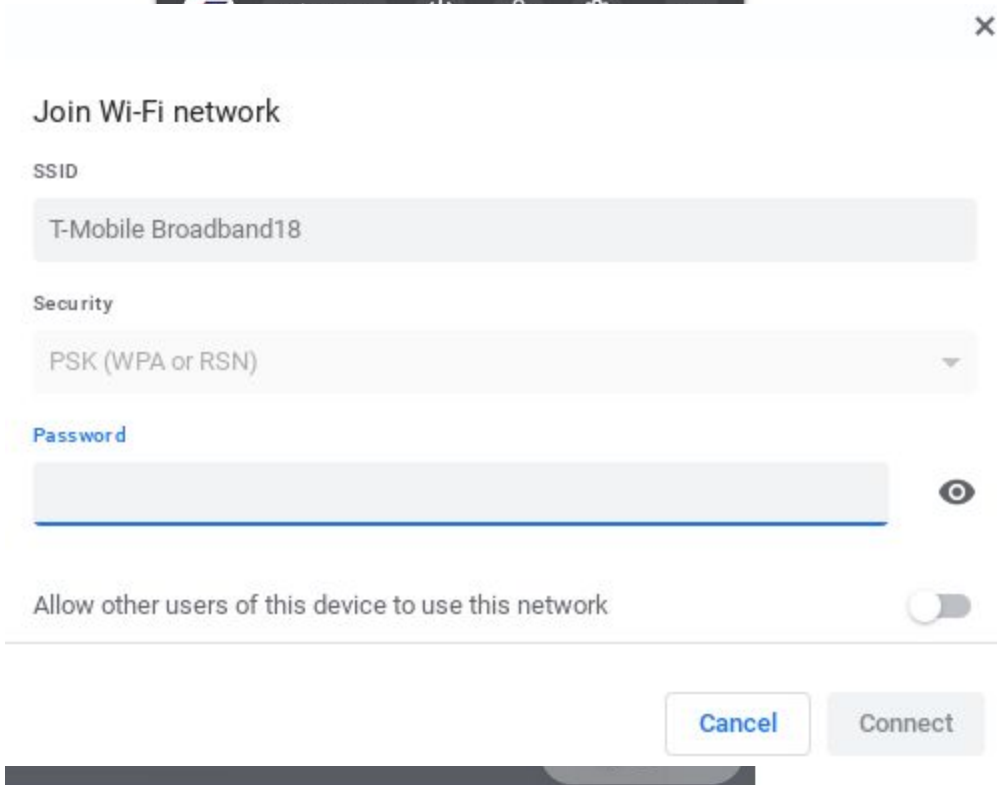 Join Wi-Fi network
SSID
T-Mobile Broadband18
Security
PSK (WPA or RSN)
Password
Allow other users of this device to use this network
Cancel
Connect